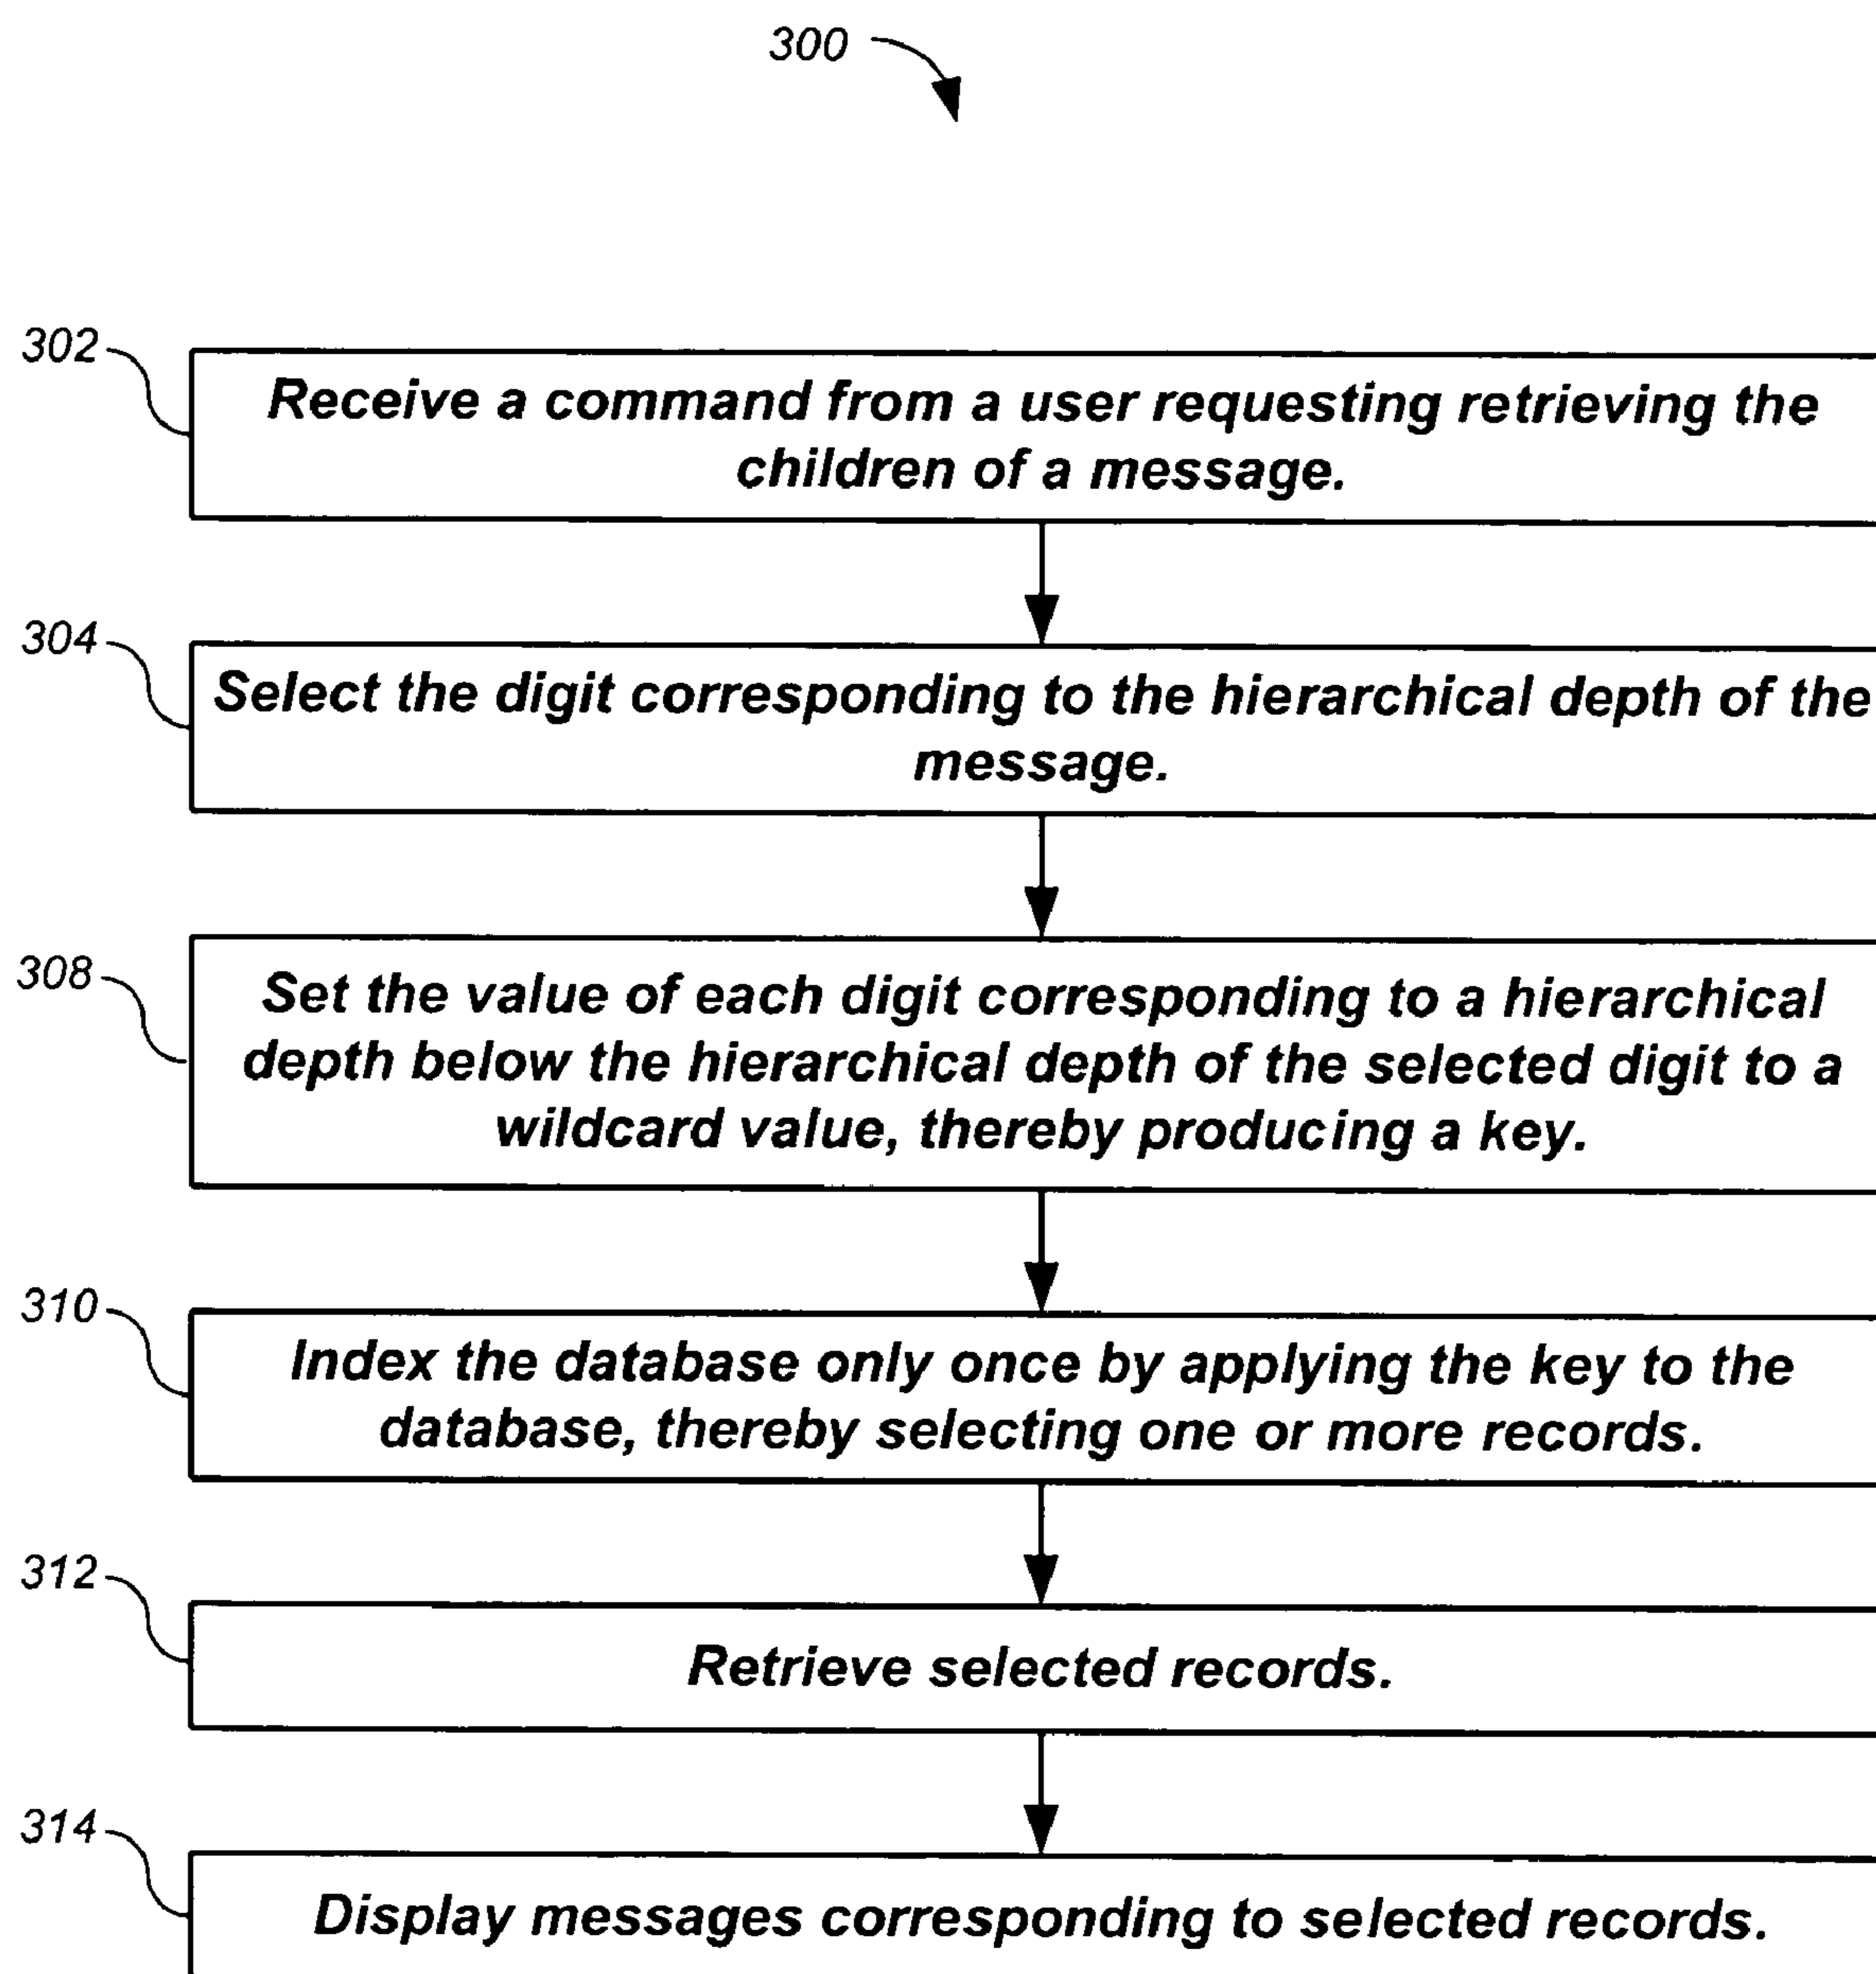 300
302
Receive a command from a user requesting retrieving the
children of a message.
304
Select the digit corresponding to the hierarchical depth of the
message.
308
Set the value of each digit corresponding to a hierarchical
depth below the hierarchical depth of the selected digit to a
wildcard value, thereby producing a key.
310
Index the database only once by applying the key to the
database, thereby selecting one or more records.
312
Retrieve selected records.
314
Display messages corresponding to selected records.